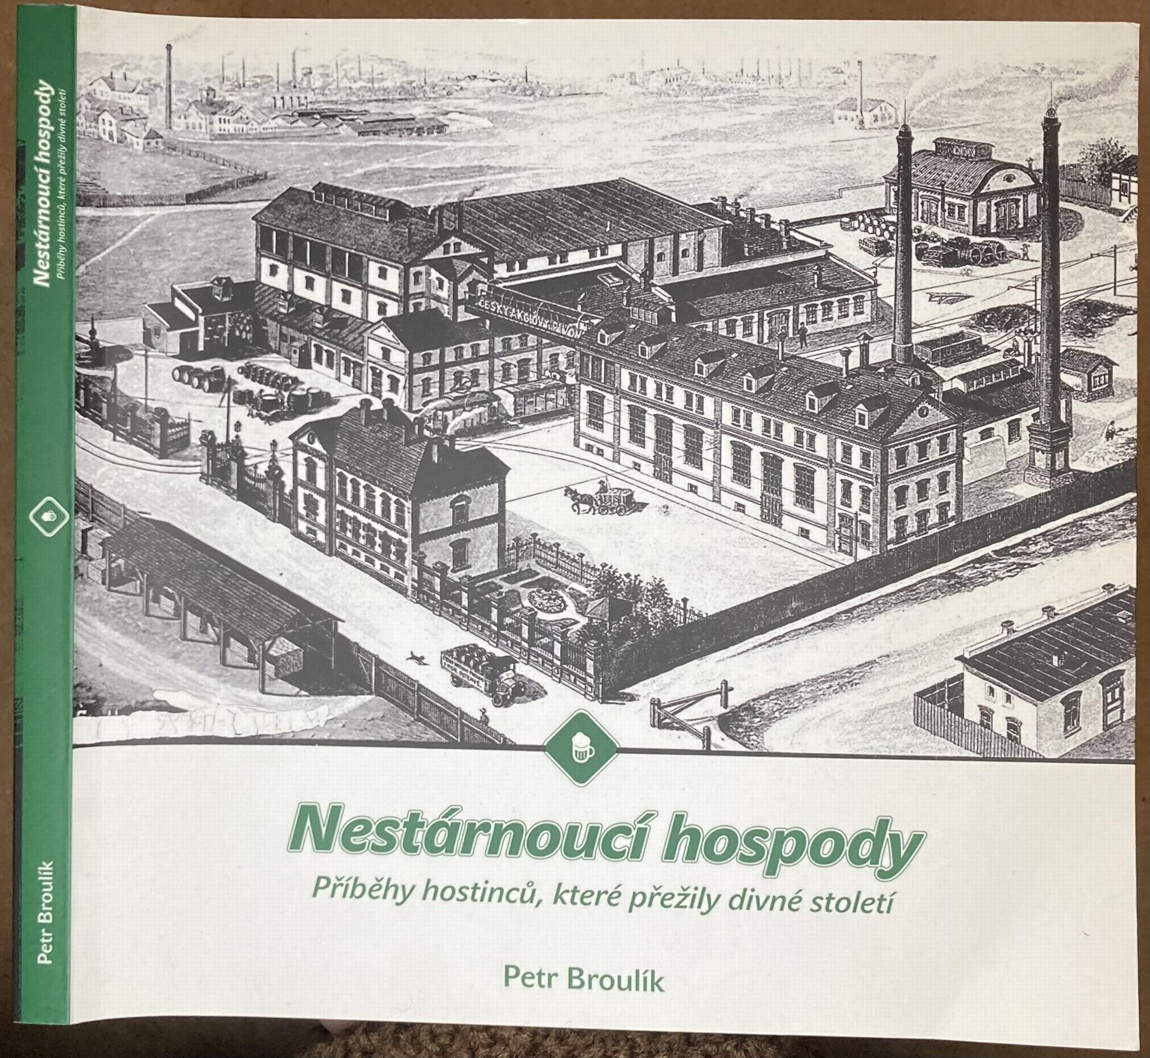 Nestárnoucí hospody
Příběhy hostinců, které přežily divné století
Petr Broulík
ČESKÝ AKCIOVÝ PIVOV
Nestárnoucí hospody
Příběhy hostinců, které přežily divné století
Petr Broulík